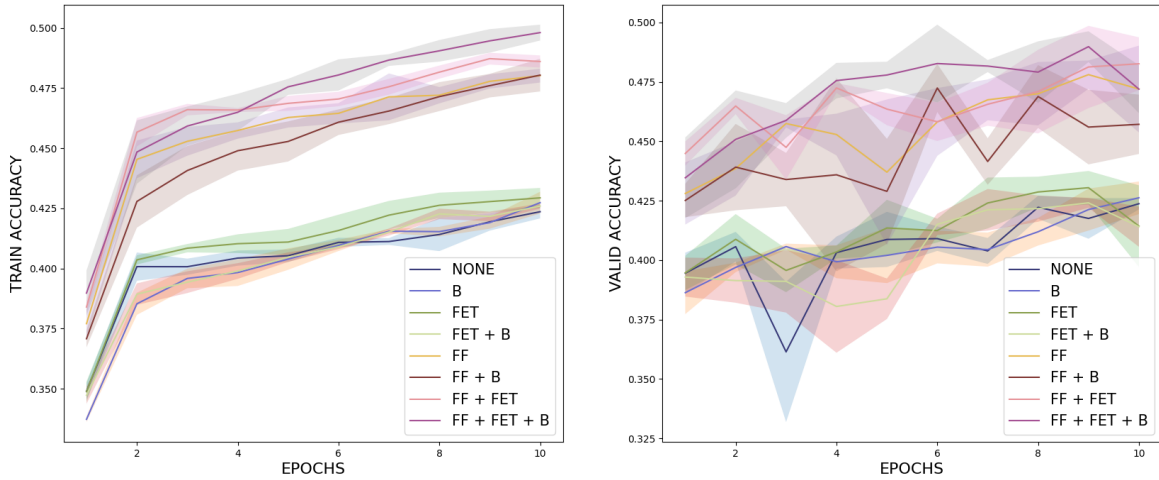 TRAIN ACCURACY
0.500
0.475
0.450
0.425
0.400
0.375
0.350
NONE
B
FET
FET + B
FF
FF + B
FF + FET
FF + FET + B
2
4
6
8
10
EPOCHS
VALID ACCURACY
0.500
0.475
0.450
0.425
0.400
0.375
0.350
0.325
NONE
B
FET
FET + B
FF
FF + B
FF + FET
FF + FET + B
2
4
6
8
10
EPOCHS